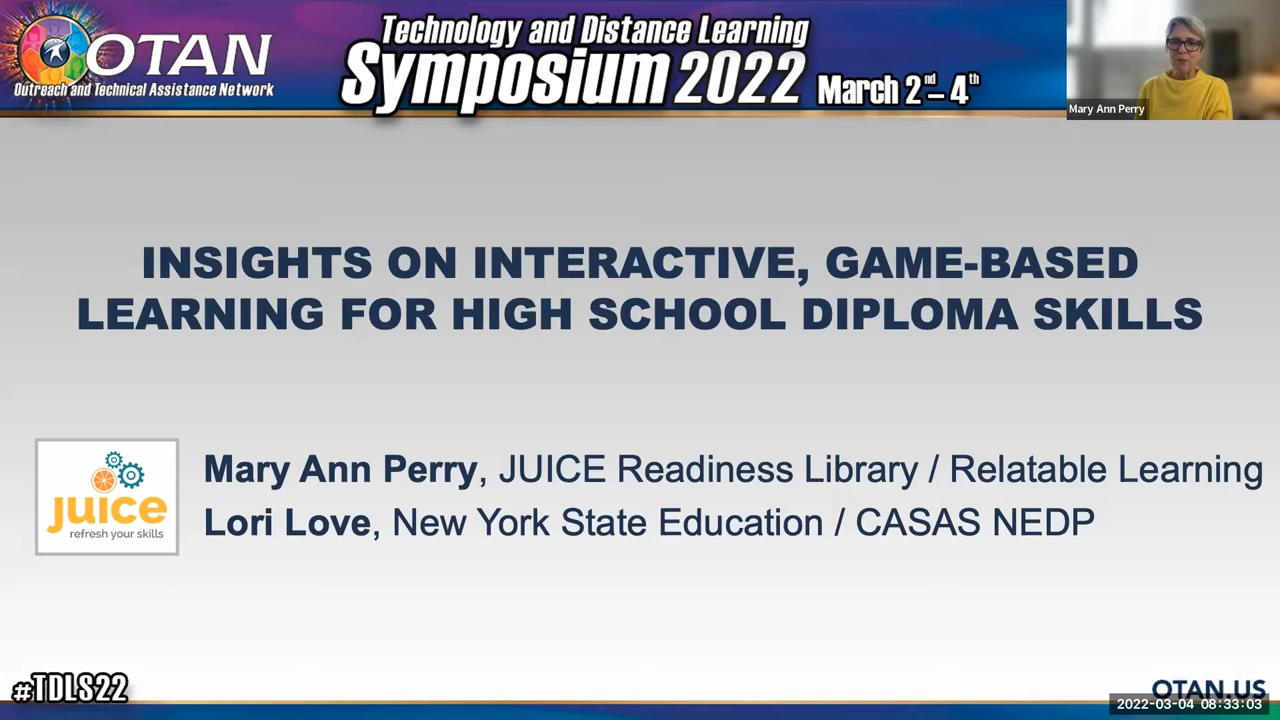 OTAN
Outreach and Technical Assistance Network
Technology and Distance Learning
Symposium 2022 March 2nd – 4th
Mary Ann Perry
INSIGHTS ON INTERACTIVE, GAME-BASED
LEARNING FOR HIGH SCHOOL DIPLOMA SKILLS
juice
refresh your skills
Mary Ann Perry, JUICE Readiness Library / Relatable Learning
Lori Love, New York State Education / CASAS NEDP
#TDLS22
OTAN.US
2022-03-04 08:33:03